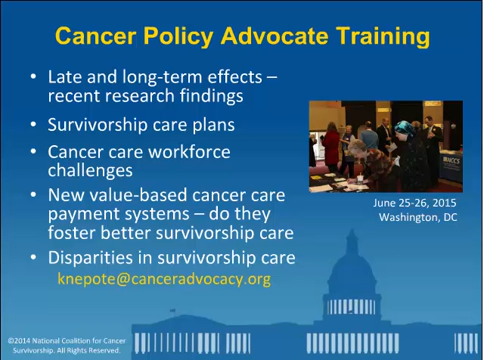 Cancer Policy Advocate Training
• Late and long-term effects –
recent research findings
• Survivorship care plans
• Cancer care workforce
challenges
• New value-based cancer care
payment systems – do they
foster better survivorship care
• Disparities in survivorship care
knepote@canceradvocacy.org
NCCS
June 25-26, 2015
Washington, DC
©2014 National Coalition for Cancer
Survivorship. All Rights Reserved.